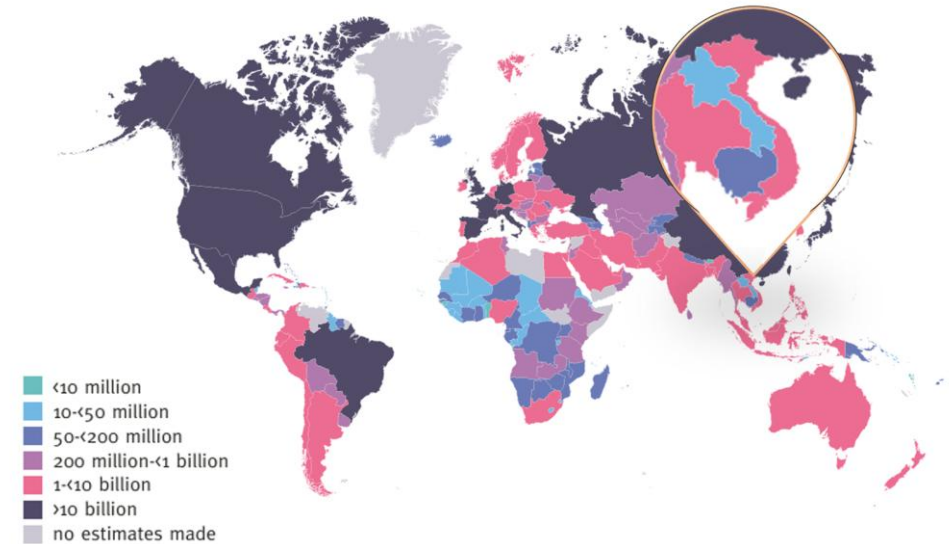 <10 million
10-<50 million
50-<200 million
200 million-<1 billion
1-<10 billion
>10 billion
no estimates made